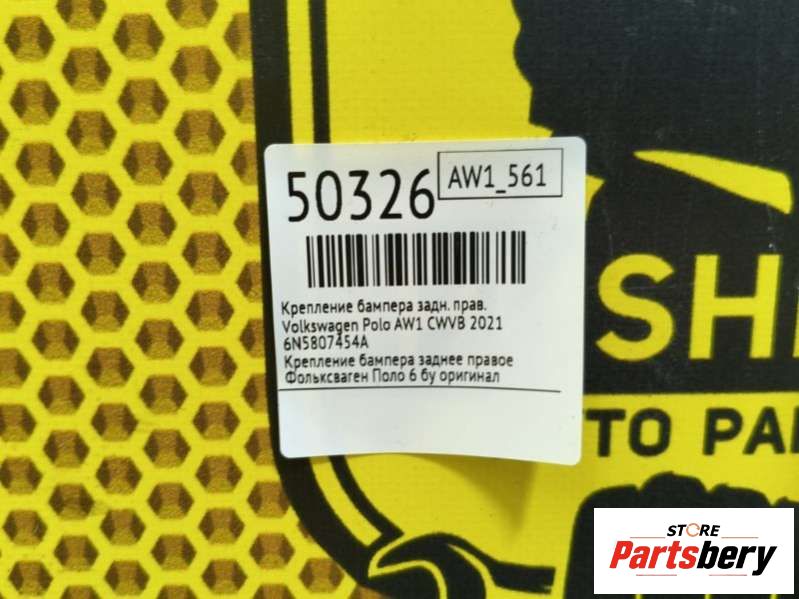 50326
AW1_561
Крепление бампера задн. прав.
Volkswagen Polo AW1 CWVB 2021
6N5807454A
Крепление бампера заднее правое
Фольксваген Поло 6 бу оригинал
SH
TO PA
STORE
Partsbery